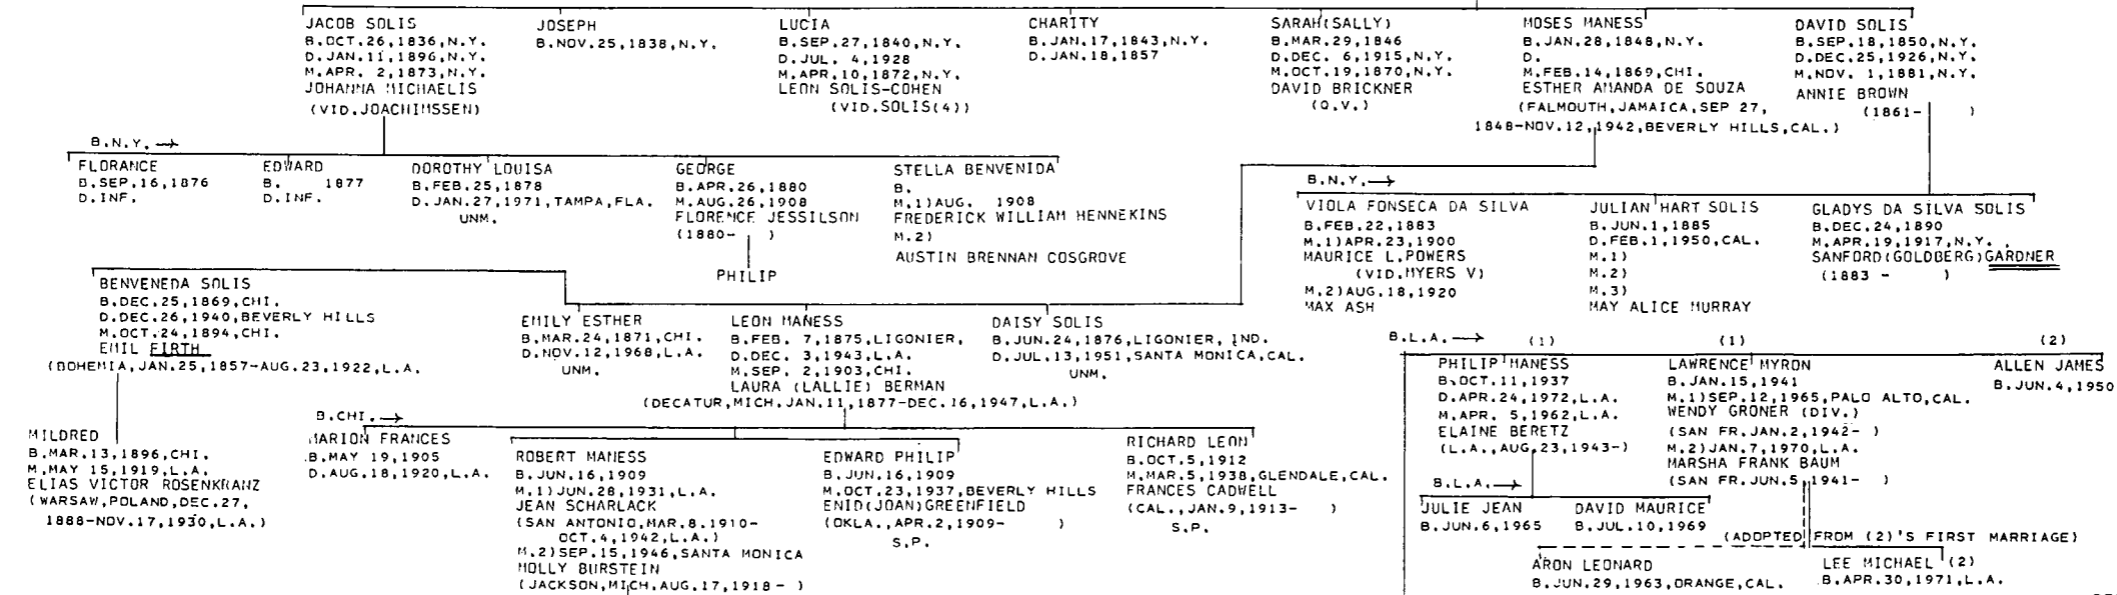 JACOB SOLIS
B.OCT.26,1836,N.Y.
D.JAN.11,1896,N.Y.
M.APR. 2,1873,N.Y.
JOHANNA MICHAELIS
(VID.JOACHIMSSEN)
JOSEPH
B.NOV.25,1838,N.Y.
LUCIA
B.SEP.27,1840,N.Y.
D.JUL. 4,1928
M.APR.10,1872,N.Y.
LEON SOLIS-COHEN
(VID.SOLIS(4))
CHARITY
B.JAN.17,1843,N.Y.
D.JAN.18,1857
SARAH(SALLY)
B.MAR.29,1846
D.DEC. 6,1915,N.Y.
M.OCT.19,1870,N.Y.
DAVID BRICKNER
(Q.V.)
MOSES MANESS
B.JAN.28,1848,N.Y.
D.
M.FEB.14,1869,CHI.
ESTHER AMANDA DE SOUZA
(FALMOUTH,JAMAICA,SEP 27,
1848-NOV.12,1942,BEVERLY HILLS,CAL.)
DAVID SOLIS
B.SEP.18,1850,N.Y.
D.DEC.25,1926,N.Y.
M.NOV. 1,1881,N.Y.
ANNIE BROWN
(1861- )
B.N.Y.→
FLORANCE
B.SEP.16,1876
D.INF.
EDWARD
B. 1877
D.INF.
DOROTHY LOUISA
B.FEB.25,1878
D.JAN.27,1971,TAMPA,FLA.
UNM.
GEORGE
B.APR.26,1880
M.AUG.26,1908
FLORENCE JESSILSON
(1880- )
PHILIP
STELLA BENVENIDA
B.
M.1)AUG. 1908
FREDERICK WILLIAM HENNEKINS
M.2)
AUSTIN BRENNAN COSGROVE
B.N.Y.→
VIOLA FONSECA DA SILVA
B.FEB.22,1883
M.1)APR.23,1900
MAURICE L.POWERS
(VID.MYERS V)
M.2)AUG.18,1920
MAX ASH
JULIAN HART SOLIS
B.JUN.1,1885
D.FEB.1,1950,CAL.
M.1)
M.2)
M.3)
MAY ALICE MURRAY
GLADYS DA SILVA SOLIS
B.DEC.24,1890
M.APR.19,1917,N.Y.
SANFORD(GOLDBERG)GARDNER
(1883 - )
BENVENEDA SOLIS
B.DEC.25,1869,CHI.
D.DEC.26,1940,BEVERLY HILLS
M.OCT.24,1894,CHI.
EMIL FIRTH
(BOHEMIA,JAN.25,1857-AUG.23,1922,L.A.
EMILY ESTHER
B.MAR.24,1871,CHI.
D.NOV.12,1968,L.A.
UNM.
LEON MANESS
B.FEB. 7,1875,LIGONIER,
D.DEC. 3,1943,L.A.
M.SEP. 2,1903,CHI.
LAURA (LALLIE) BERMAN
(DECATUR,MICH.JAN.11,1877-DEC.16,1947,L.A.)
DAISY SOLIS
B.JUN.24,1876,LIGONIER, IND.
D.JUL.13,1951,SANTA MONICA,CAL.
UNM.
MILDRED
B.MAR.13,1896,CHI.
M.MAY 15,1919,L.A.
ELIAS VICTOR ROSENKRANZ
(WARSAW,POLAND,DEC.27,
1888-NOV.17,1930,L.A.)
B.CHI.→
MARION FRANCES
B.MAY 19,1905
D.AUG.18,1920,L.A.
ROBERT MANESS
B.JUN.16,1909
M.1)JUN.28,1931,L.A.
JEAN SCHARLACK
(SAN ANTONIO,MAR.8.1910-
OCT.4,1942,L.A.)
M.2)SEP.15,1946,SANTA MONICA
MOLLY BURSTEIN
(JACKSON,MICH,AUG.17,1918- )
EDWARD PHILIP
B.JUN.16,1909
M.OCT.23,1937,BEVERLY HILLS
ENID(JOAN)GREENFIELD
(OKLA.,APR.2,1909- )
S.P.
RICHARD LEON
B.OCT.5,1912
M.MAR.5,1938,GLENDALE,CAL.
FRANCES CADWELL
(CAL.,JAN.9,1913- )
S.P.
B.L.A.→ (1) (1) (2)
PHILIP MANESS
B.OCT.11,1937
D.APR.24,1972,L.A.
M.APR. 5,1962,L.A.
ELAINE BERETZ
(L.A.,AUG.23,1943-)
LAWRENCE MYRON
B.JAN.15,1941
M.1)SEP.12,1965,PALO ALTO,CAL.
WENDY GRONER (DIV.)
(SAN FR.JAN.2,1942- )
M.2)JAN.7,1970,L.A.
MARSHA FRANK BAUM
(SAN FR.JUN.5,1941- )
ALLEN JAMES
B.JUN.4,1950
B.L.A.→
JULIE JEAN
B.JUN.6,1965
DAVID MAURICE
B.JUL.10,1969
(ADOPTED FROM (2)'S FIRST MARRIAGE)
ARON LEONARD
B.JUN.29,1963,ORANGE,CAL.
LEE MICHAEL (2)
B.APR.30,1971,L.A.